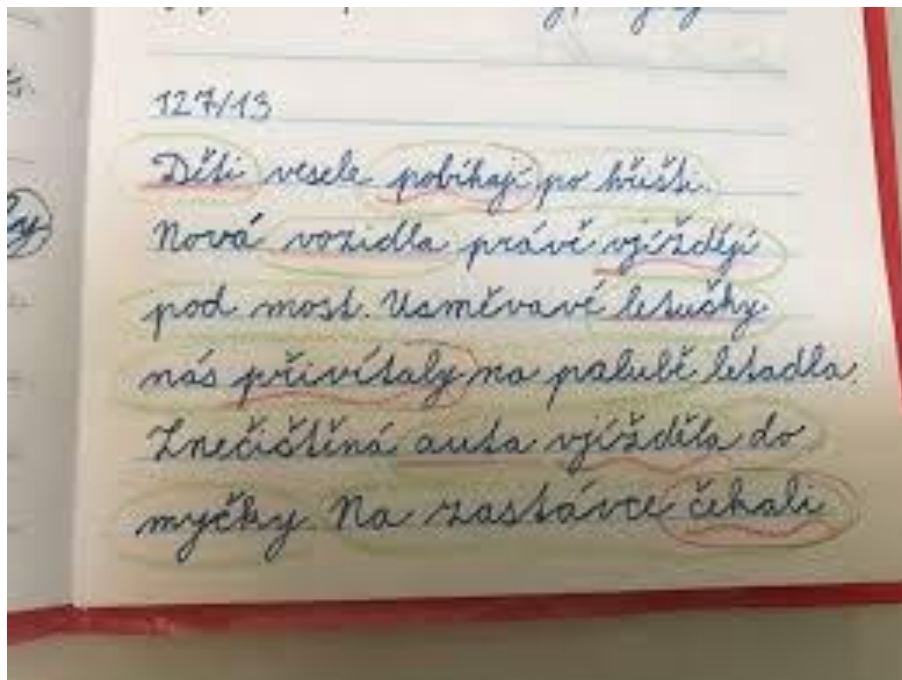 127/13
Děti vesele pobíhají po hřišti.
Nová vozidla právě vjíždějí
pod most. Usměvavé letušky
nás přivítaly na palubě letadla.
Znečištěná auta vjížděla do
myčky. Na zastávce čekali